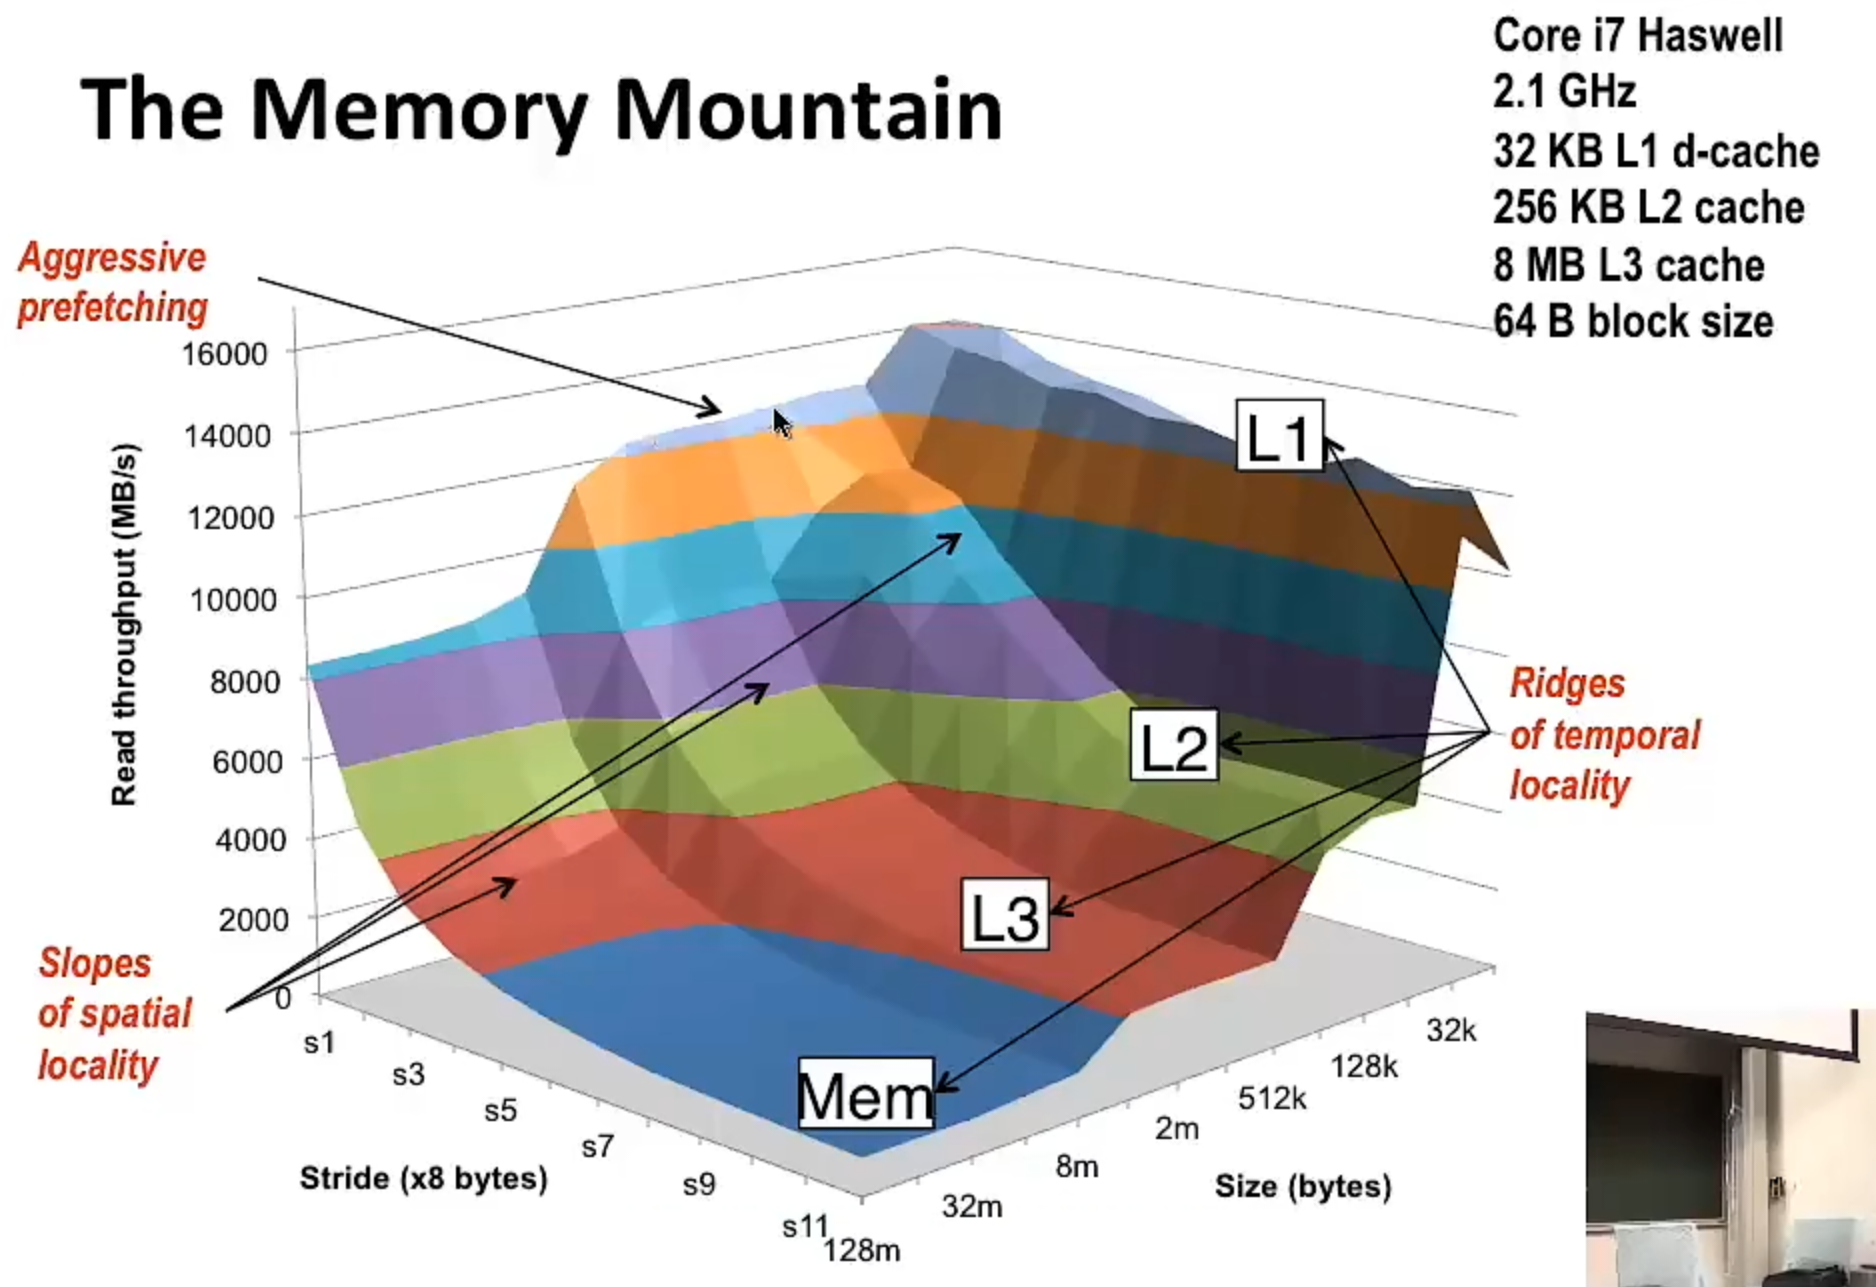 The Memory Mountain
Core i7 Haswell
2.1 GHz
32 KB L1 d-cache
256 KB L2 cache
8 MB L3 cache
64 B block size
Aggressive
prefetching
Read throughput (MB/s)
16000
14000
12000
10000
8000
6000
4000
2000
0
L1
L2
L3
Mem
Ridges
of temporal
locality
Slopes
of spatial
locality
s1
s3
s5
s7
s9
s11
Stride (x8 bytes)
128m
32m
8m
2m
512k
128k
32k
Size (bytes)